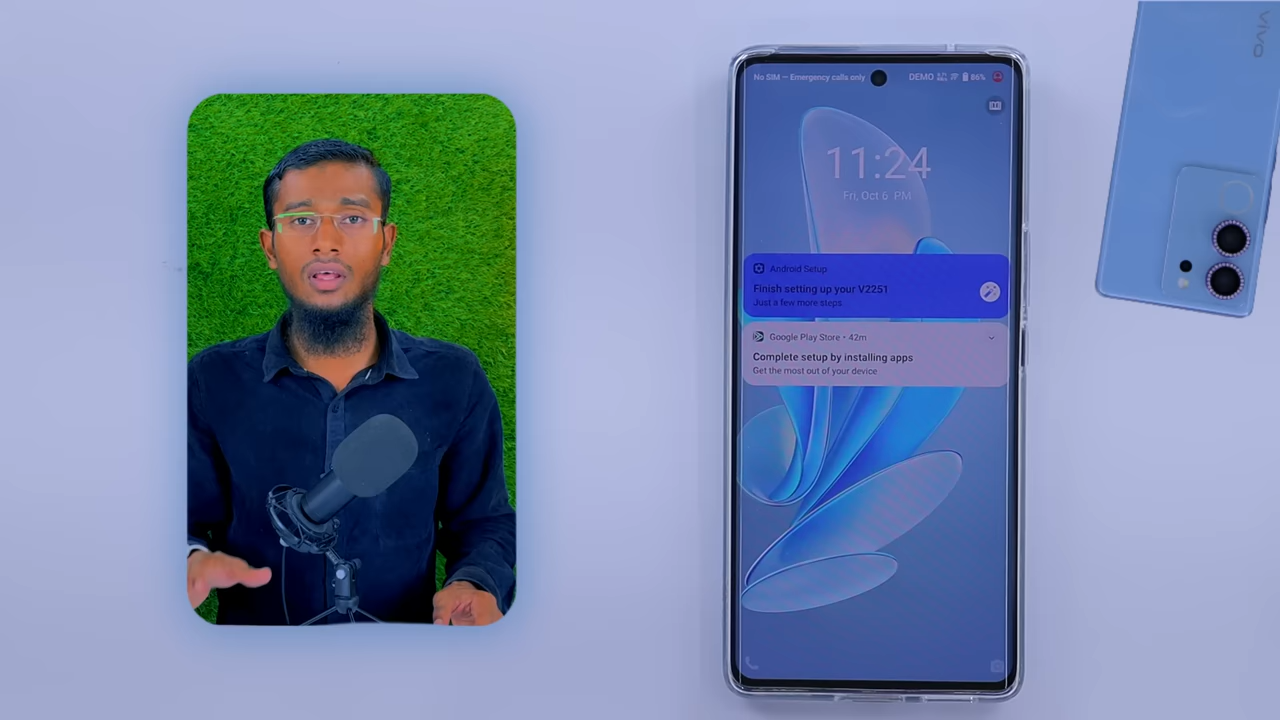 No SIM — Emergency calls only
DEMO
86%
11:24
Fri, Oct 6 PM
Android Setup
Finish setting up your V2251
Just a few more steps
Google Play Store • 42m
Complete setup by installing apps
Get the most out of your device
vivo